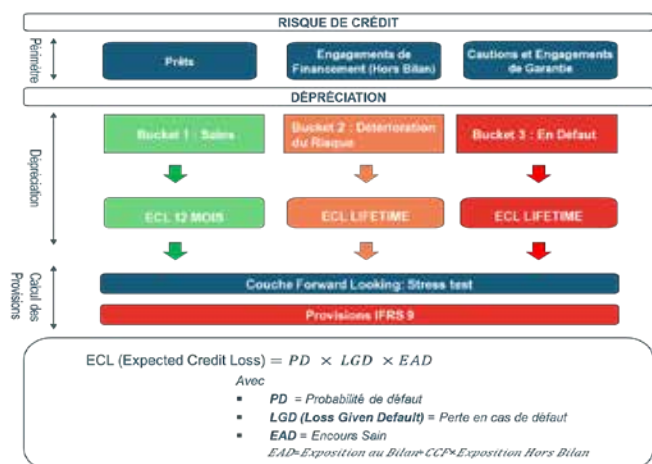 RISQUE DE CRÉDIT
Périmètre
Prêts
Engagements de
Financement (Hors Bilan)
Cautions et Engagements
de Garantie
DÉPRÉCIATION
Dépréciation
Bucket 1 : Sains
Bucket 2 : Déterioration
du Risque
Bucket 3 : En Défaut
ECL 12 MOIS
ECL LIFETIME
ECL LIFETIME
Calcul des
Provisions
Couche Forward Looking: Stress test
Provisions IFRS 9
ECL (Expected Credit Loss) = PD × LGD × EAD
Avec
▪ PD = Probabilité de défaut
▪ LGD (Loss Given Default) = Perte en cas de défaut
▪ EAD = Encours Sain
EAD=Exposition au Bilan+CCF*Exposition Hors Bilan